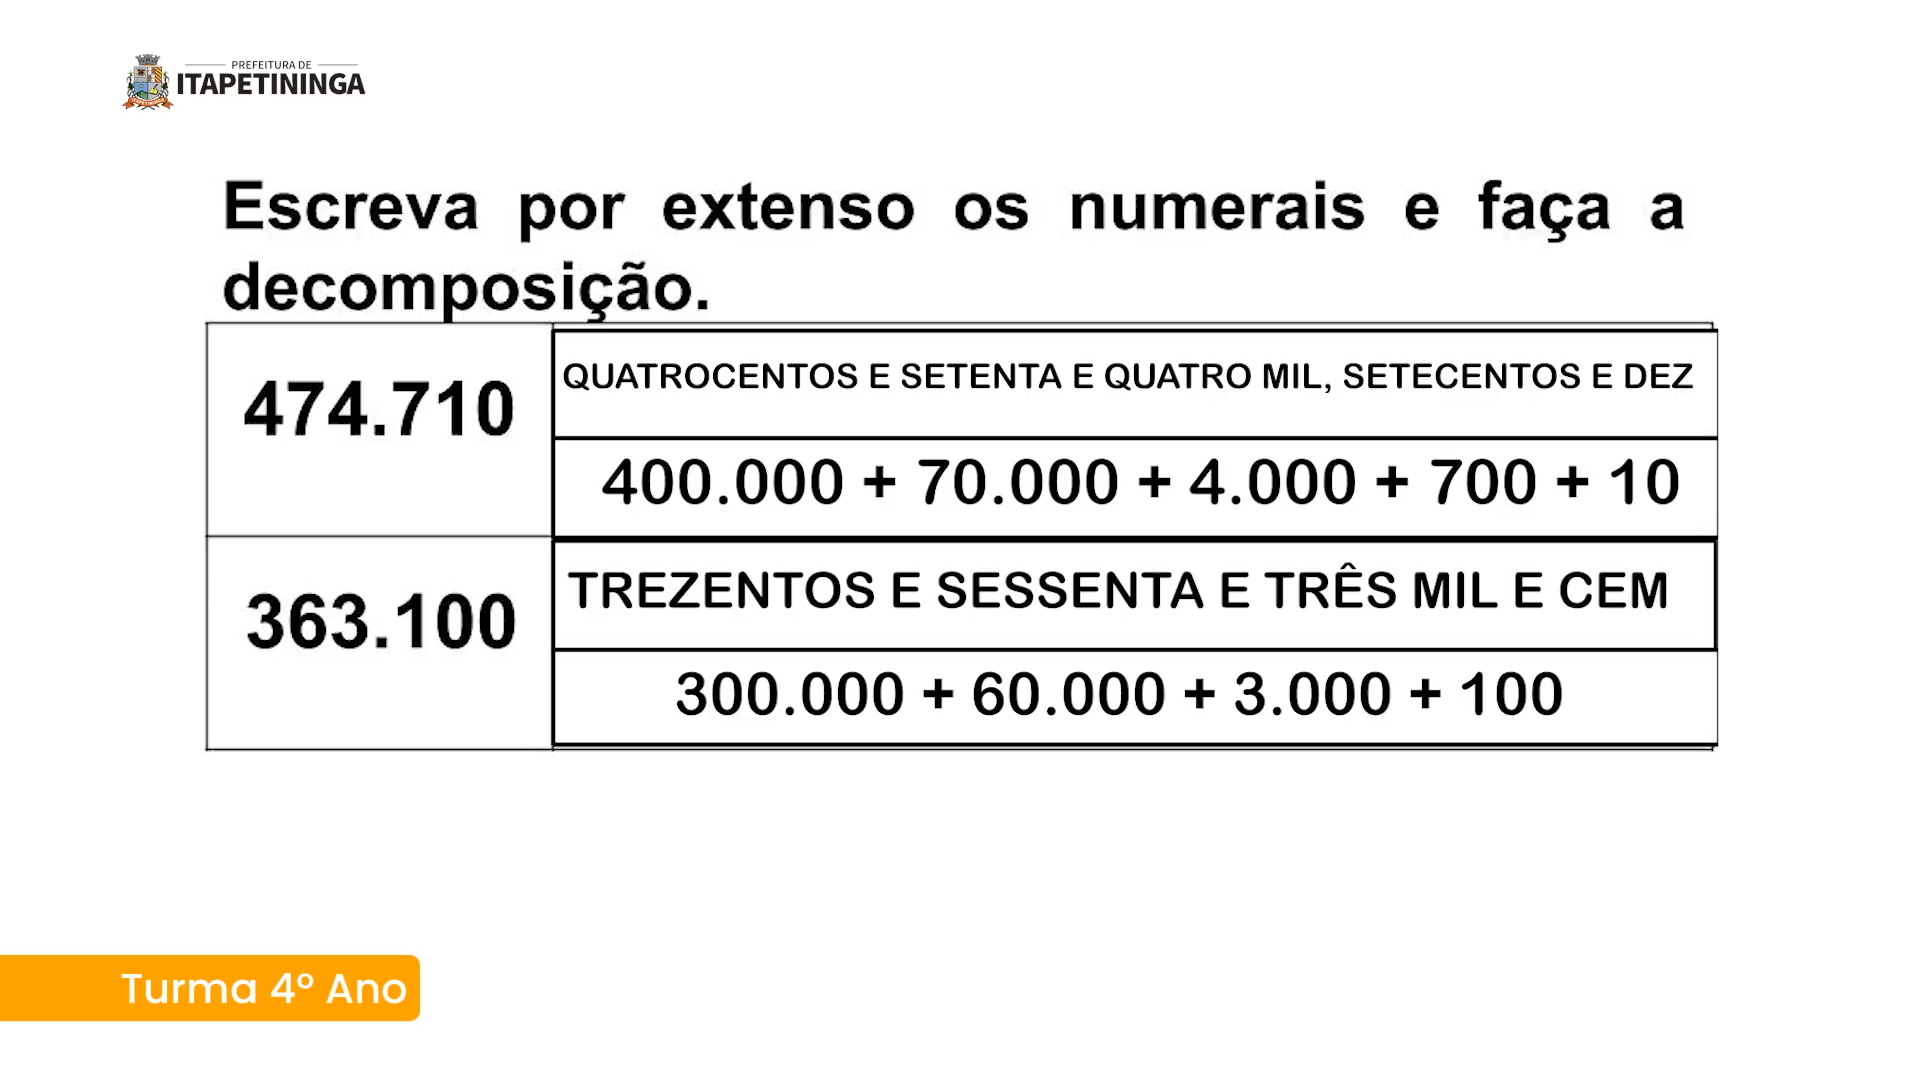 PREFEITURA DE
ITAPETININGA
Escreva por extenso os numerais e faça a
decomposição.
474.710
QUATROCENTOS E SETENTA E QUATRO MIL, SETECENTOS E DEZ
400.000 + 70.000 + 4.000 + 700 + 10
363.100
TREZENTOS E SESSENTA E TRÊS MIL E CEM
300.000 + 60.000 + 3.000 + 100
Turma 4º Ano